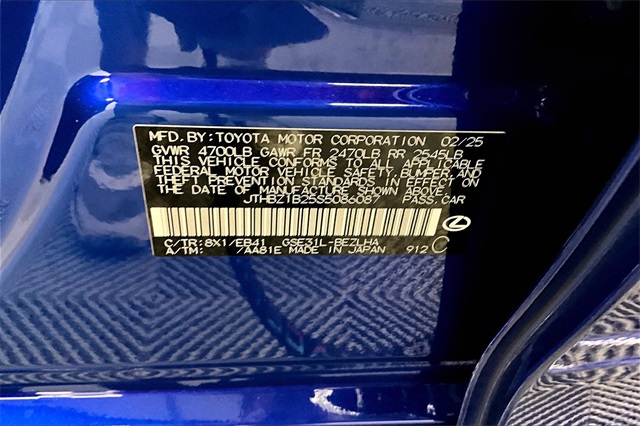 MFD. BY: TOYOTA MOTOR CORPORATION 02/25
GVWR 4700LB GAWR FR 2470LB RR 2545LB
THIS VEHICLE CONFORMS TO ALL APPLICABLE
FEDERAL MOTOR VEHICLE SAFETY, BUMPER, AND
THEFT PREVENTION STANDARDS IN EFFECT ON
THE DATE OF MANUFACTURE SHOWN ABOVE.
JTHBZ1B25S5086087 PASS. CAR
C/TR: 8X1/EB41 GSE31L-BEZLHA
A/TM: /AA81E MADE IN JAPAN 912 C